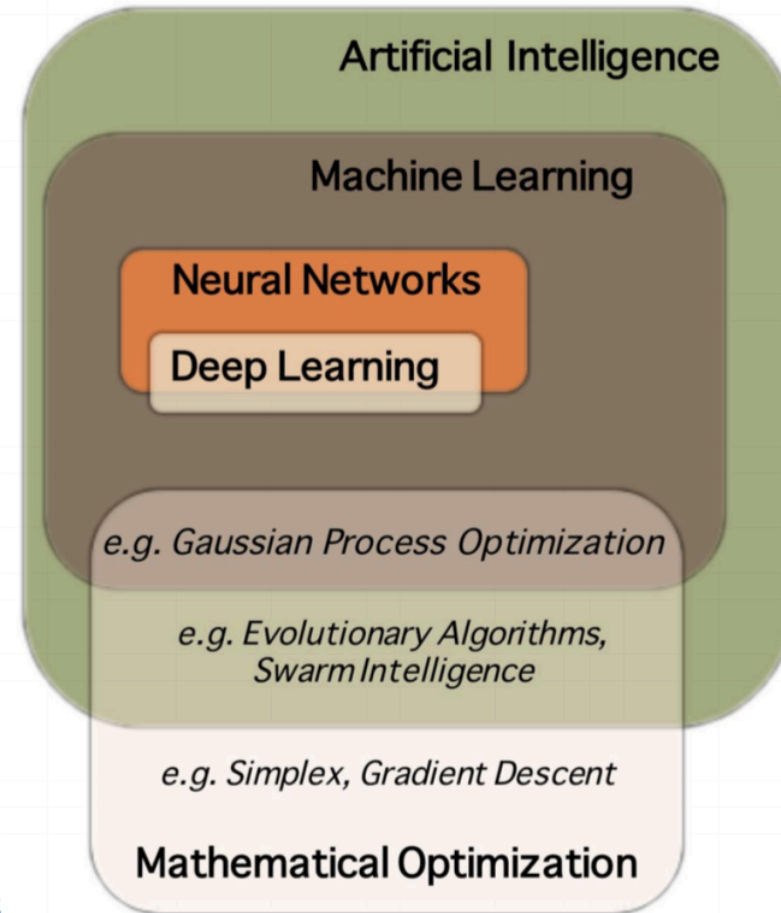 Artificial Intelligence
Machine Learning
Neural Networks
Deep Learning
e.g. Gaussian Process Optimization
e.g. Evolutionary Algorithms,
Swarm Intelligence
e.g. Simplex, Gradient Descent
Mathematical Optimization